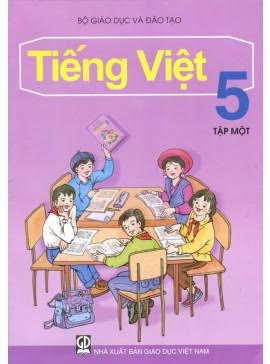 BỘ GIÁO DỤC VÀ ĐÀO TẠO
Tiếng Việt
5
TẬP MỘT
NHÀ XUẤT BẢN GIÁO DỤC VIỆT NAM